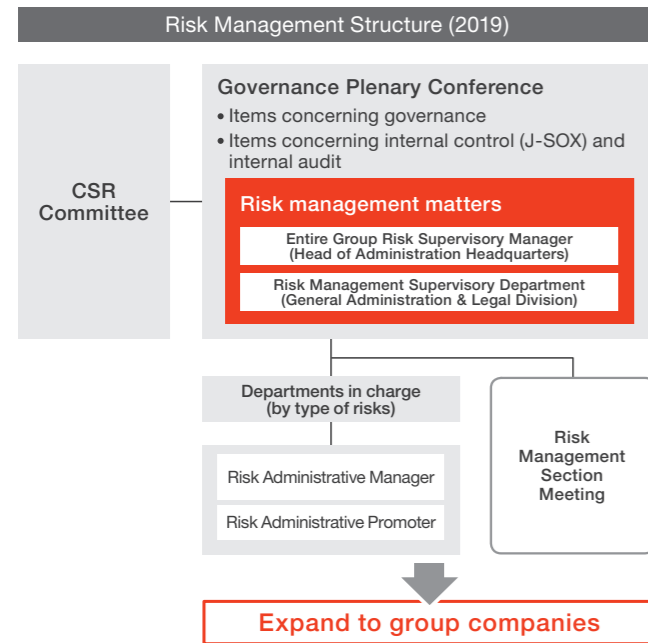 Risk Management Structure (2019)
CSR
Committee
Governance Plenary Conference
• Items concerning governance
• Items concerning internal control (J-SOX) and
internal audit
Risk management matters
Entire Group Risk Supervisory Manager
(Head of Administration Headquarters)
Risk Management Supervisory Department
(General Administration & Legal Division)
Departments in charge
(by type of risks)
Risk Administrative Manager
Risk Administrative Promoter
Risk
Management
Section
Meeting
Expand to group companies